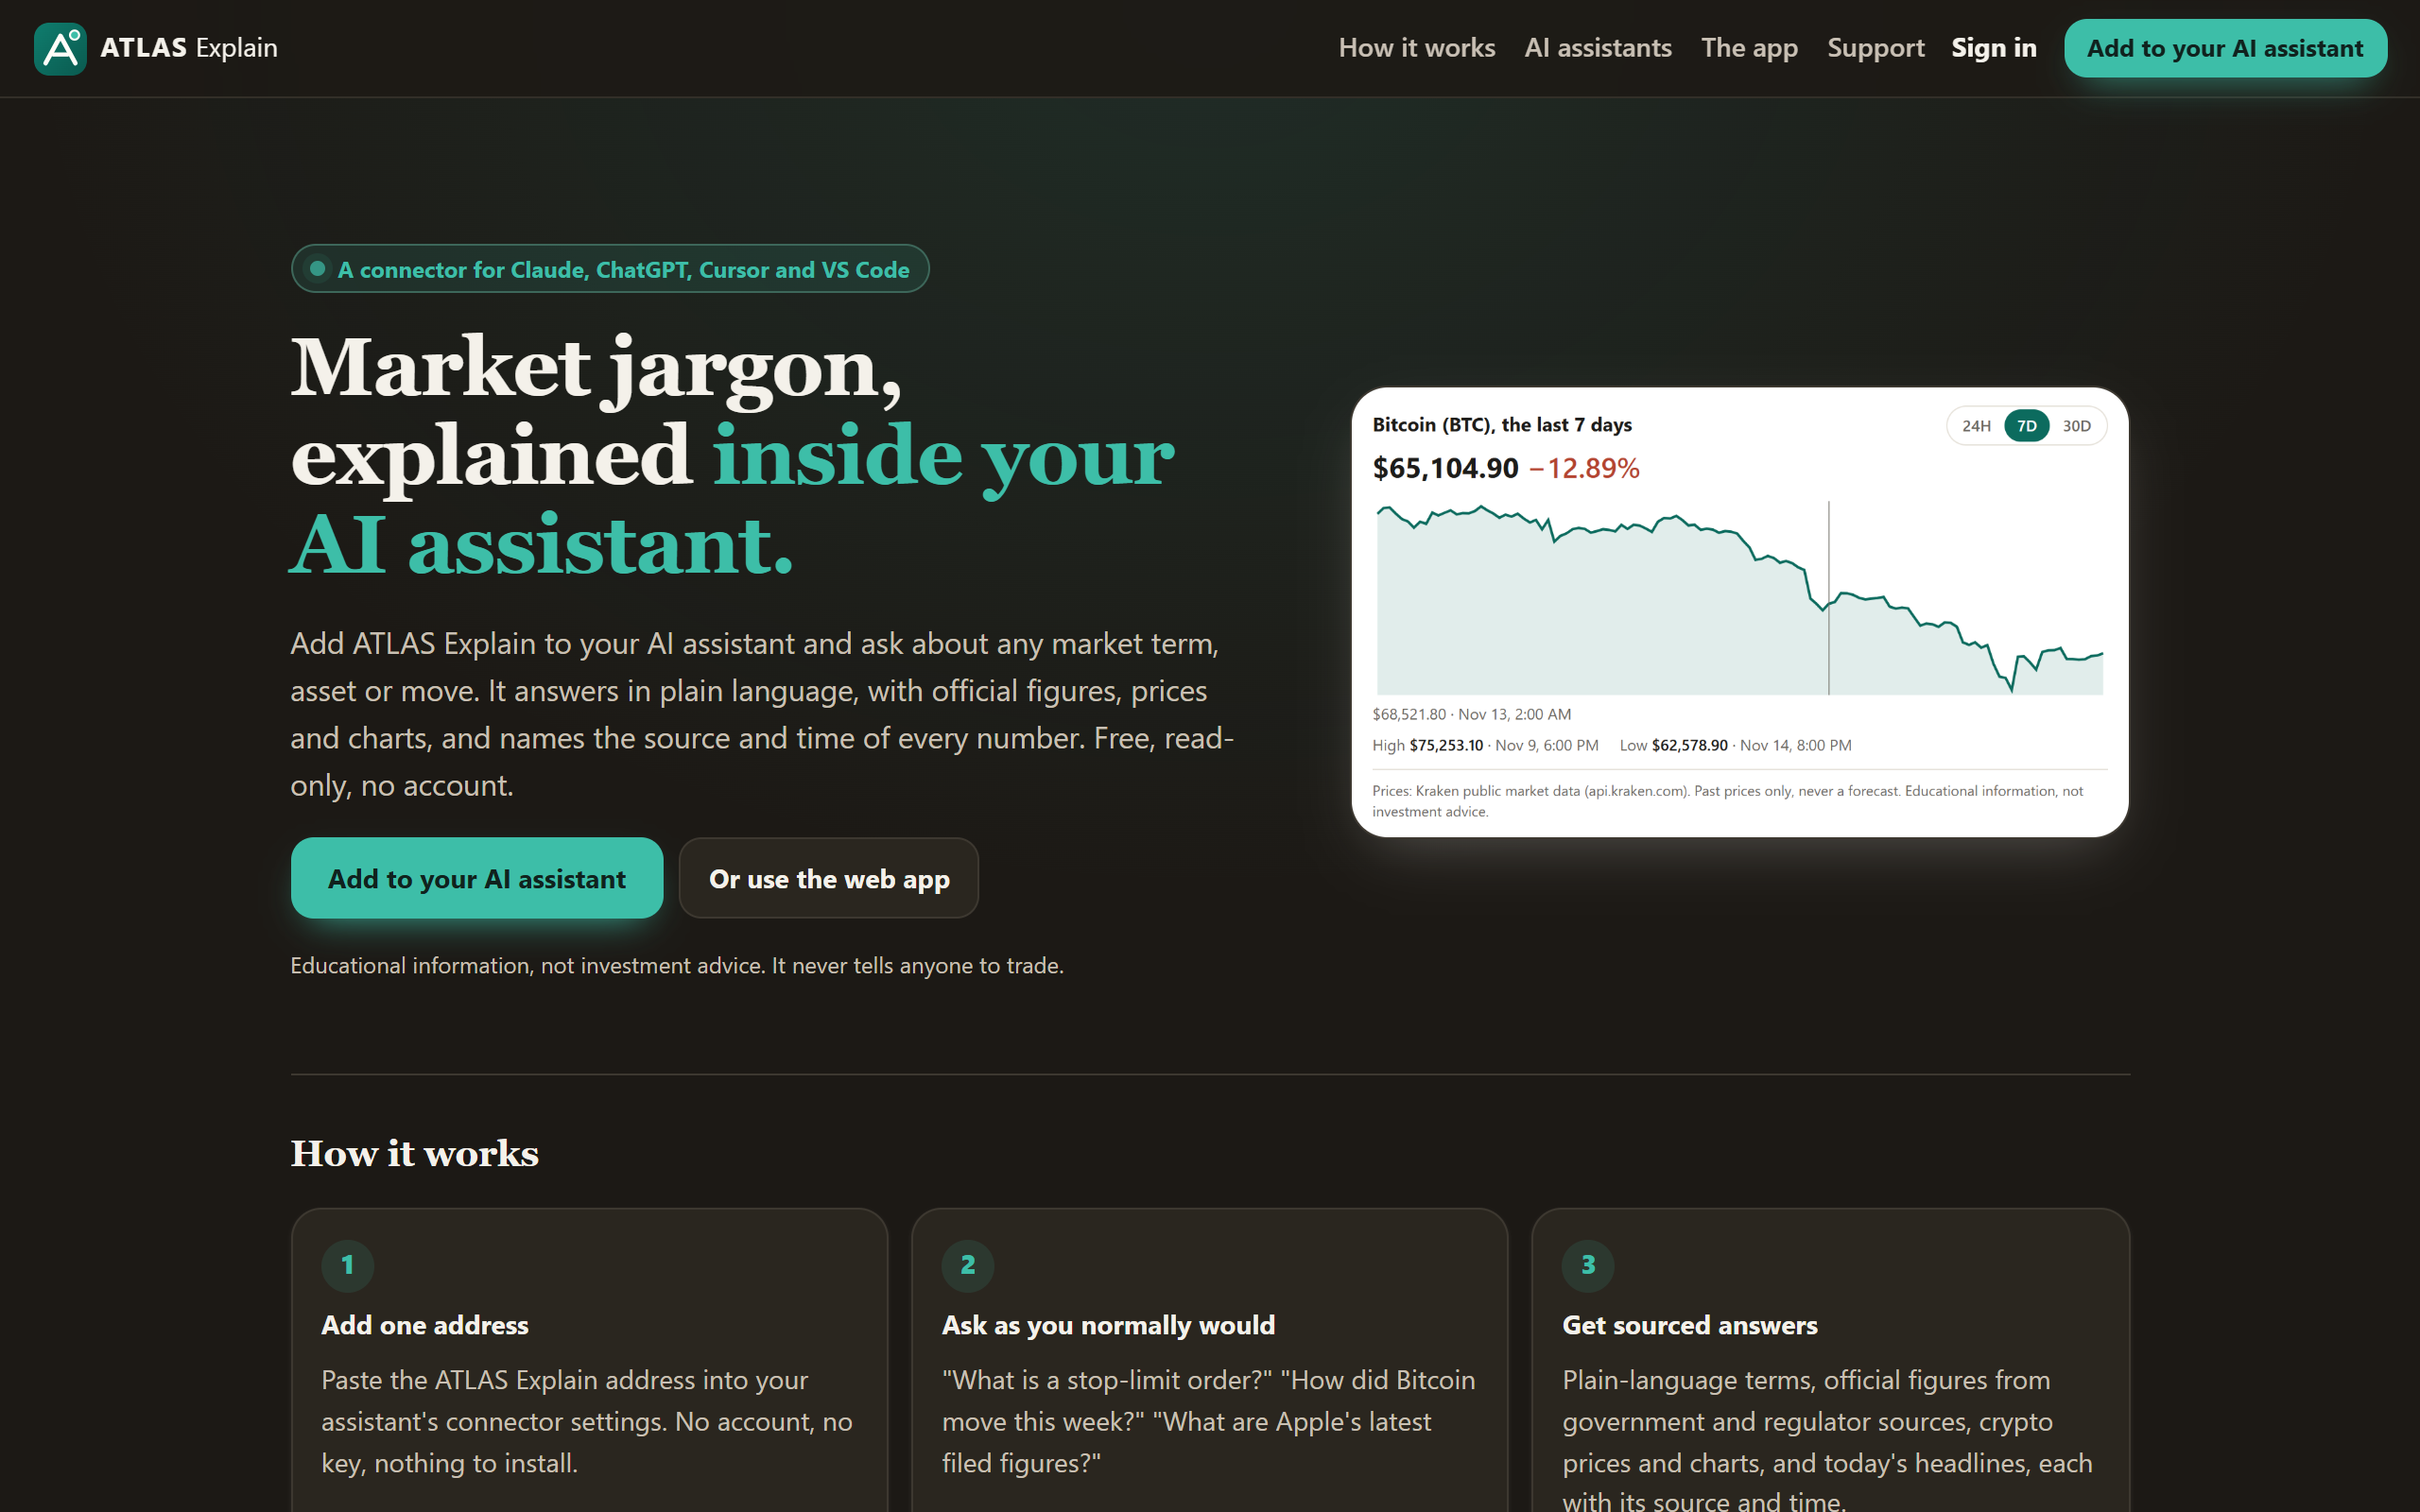 ATLAS Explain
How it works
AI assistants
The app
Support
Sign in
Add to your AI assistant
A connector for Claude, ChatGPT, Cursor and VS Code
Market jargon,
explained inside your
AI assistant.
Add ATLAS Explain to your AI assistant and ask about any market term,
asset or move. It answers in plain language, with official figures, prices
and charts, and names the source and time of every number. Free, read-
only, no account.
Add to your AI assistant
Or use the web app
Educational information, not investment advice. It never tells anyone to trade.
Bitcoin (BTC), the last 7 days
24H 7D 30D
$65,104.90 −12.89%
$68,521.80 · Nov 13, 2:00 AM
High $75,253.10 · Nov 9, 6:00 PM Low $62,578.90 · Nov 14, 8:00 PM
Prices: Kraken public market data (api.kraken.com). Past prices only, never a forecast. Educational information, not
investment advice.
How it works
1
Add one address
Paste the ATLAS Explain address into your
assistant's connector settings. No account, no
key, nothing to install.
2
Ask as you normally would
"What is a stop-limit order?" "How did Bitcoin
move this week?" "What are Apple's latest
filed figures?"
3
Get sourced answers
Plain-language terms, official figures from
government and regulator sources, crypto
prices and charts, and today's headlines, each
with its source and time.